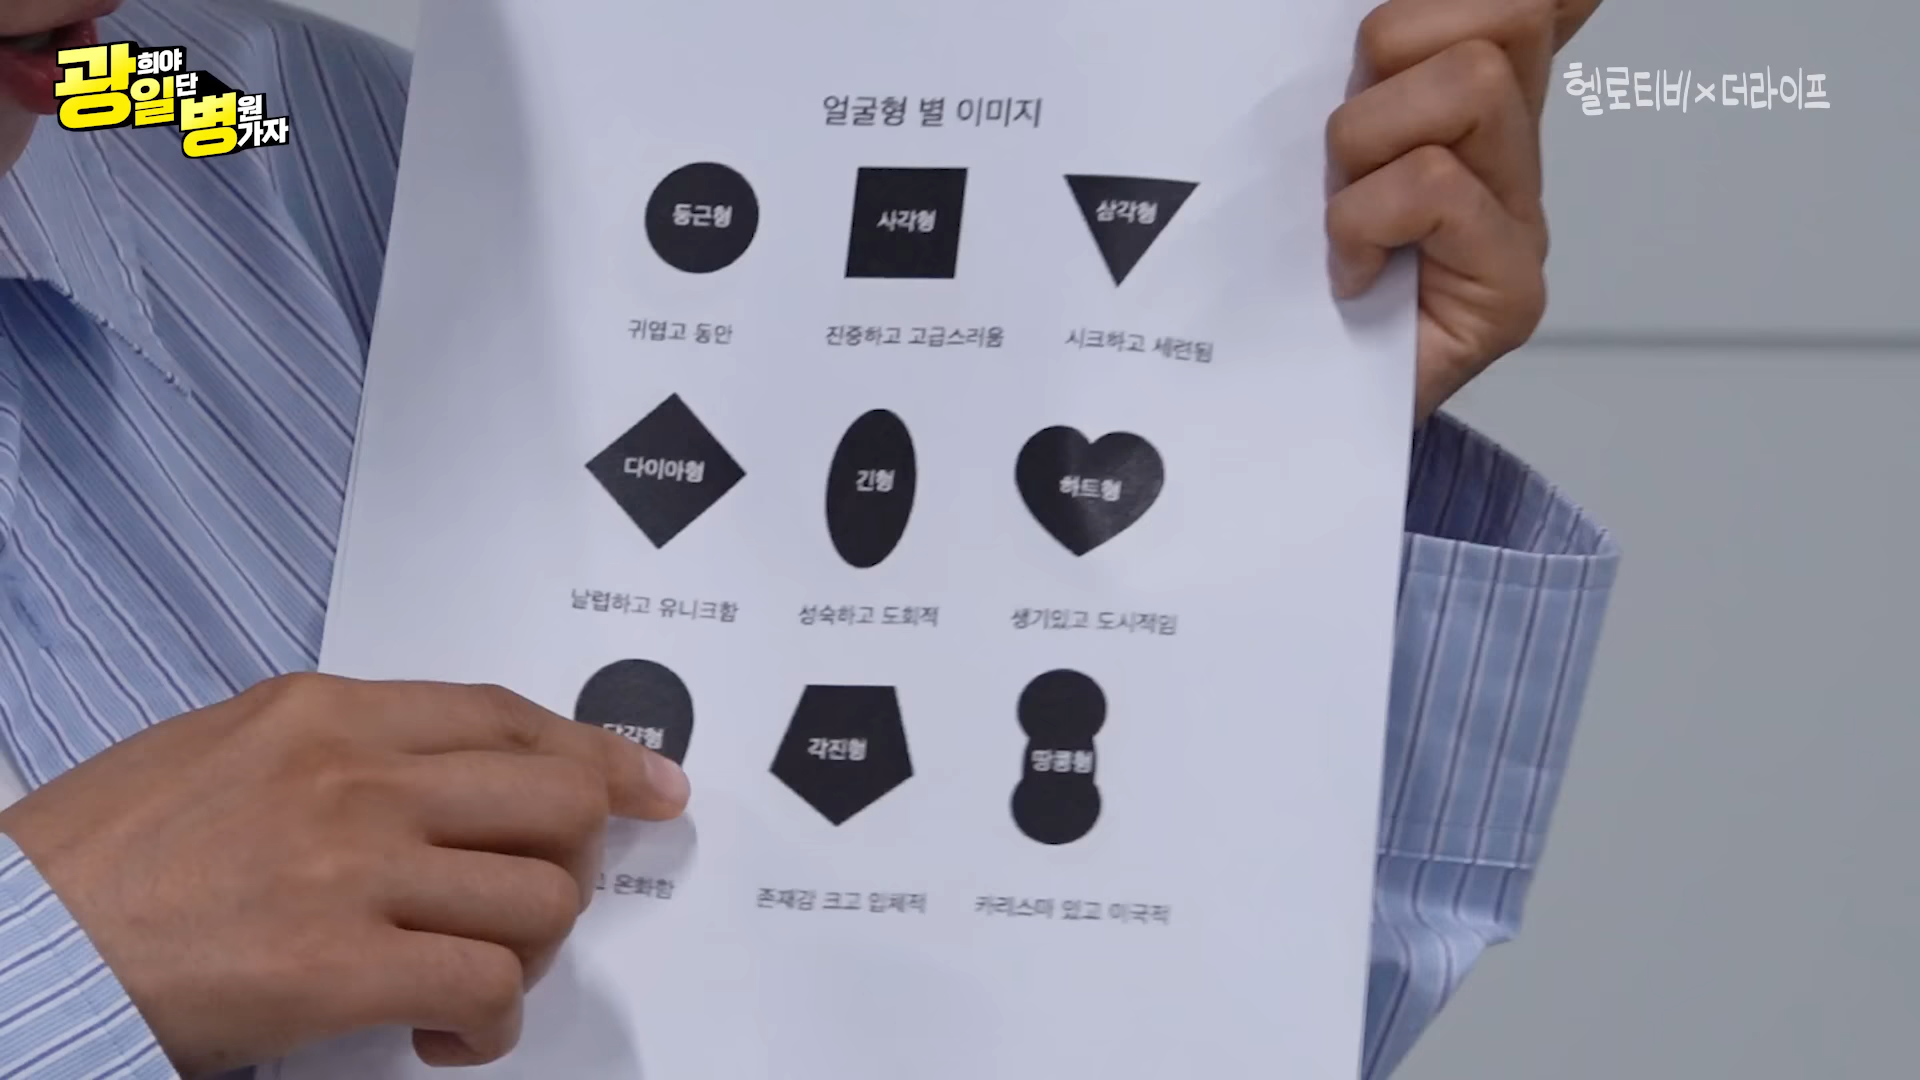 광희야
일단
병원
가자
헬로티비×더라이프
얼굴형 별 이미지
둥근형
사각형
삼각형
귀엽고 동안
진중하고 고급스러움
시크하고 세련됨
다이아형
긴형
하트형
날렵하고 유니크함
성숙하고 도회적
생기있고 도시적임
달걀형
각진형
땅콩형
고 온화함
존재감 크고 입체적
카리스마 있고 이국적